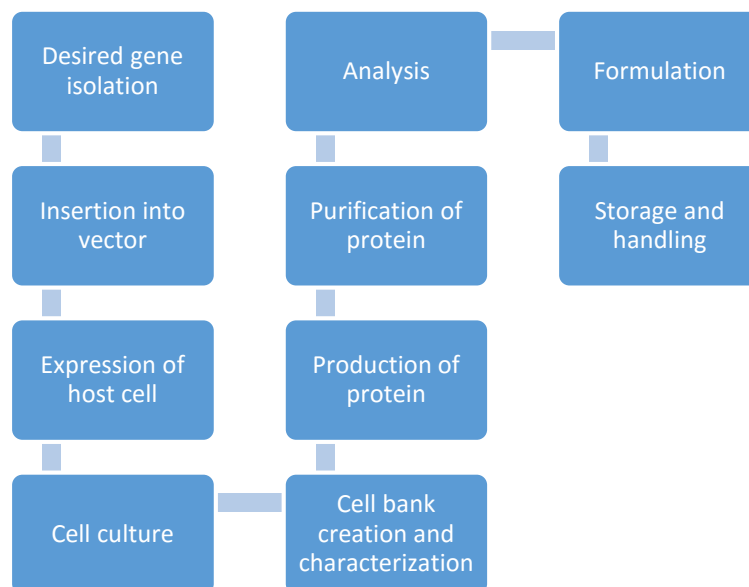 Desired gene
isolation
Insertion into
vector
Expression of
host cell
Cell culture
Cell bank
creation and
characterization
Production of
protein
Purification of
protein
Analysis
Formulation
Storage and
handling